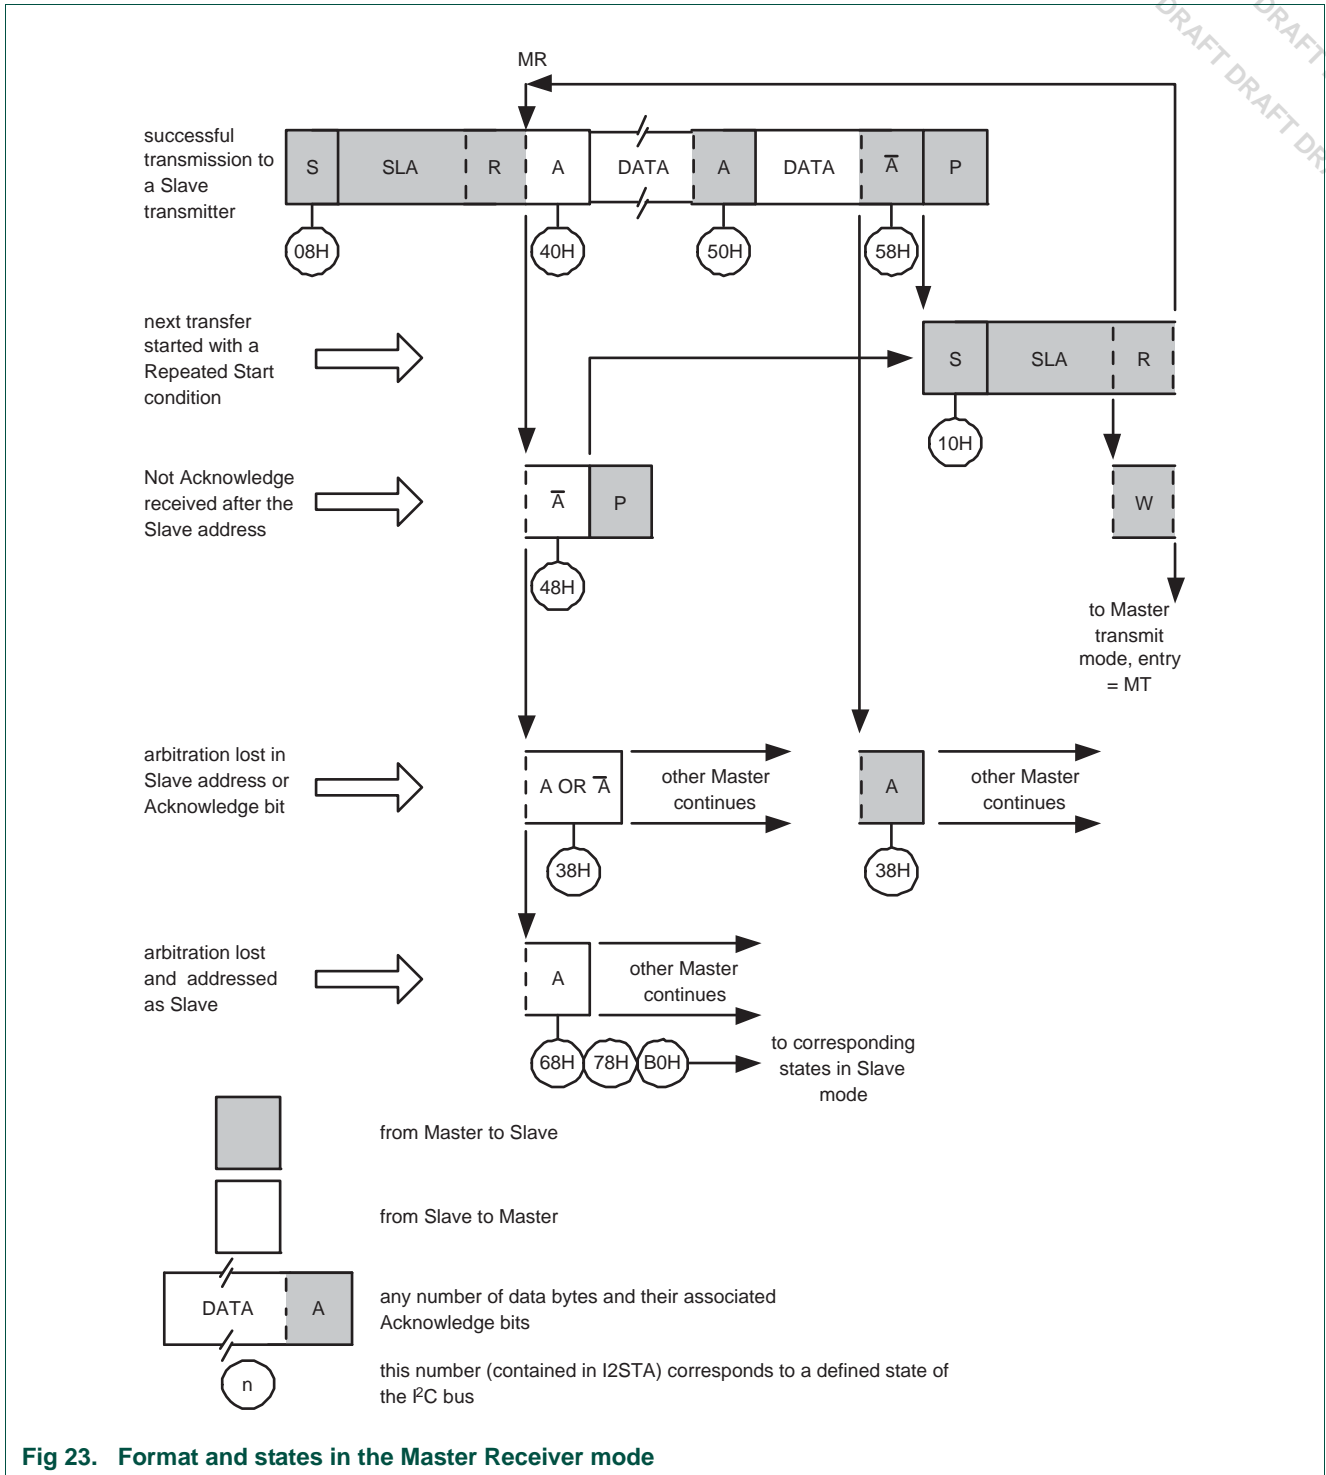 DRAFT DRAFT DRA
DRAFT
MR
successful
transmission to
a Slave
transmitter
S SLA R A DATA A DATA A̅ P
08H 40H 50H 58H
next transfer
started with a
Repeated Start
condition
S SLA R
10H
Not Acknowledge
received after the
Slave address
A̅ P
W
48H
to Master
transmit
mode, entry
= MT
arbitration lost in
Slave address or
Acknowledge bit
A OR A̅
other Master
continues
A
other Master
continues
38H 38H
arbitration lost
and addressed
as Slave
A
other Master
continues
68H 78H B0H
to corresponding
states in Slave
mode
from Master to Slave
from Slave to Master
DATA A
any number of data bytes and their associated
Acknowledge bits
n
this number (contained in I2STA) corresponds to a defined state of
the I²C bus
Fig 23. Format and states in the Master Receiver mode